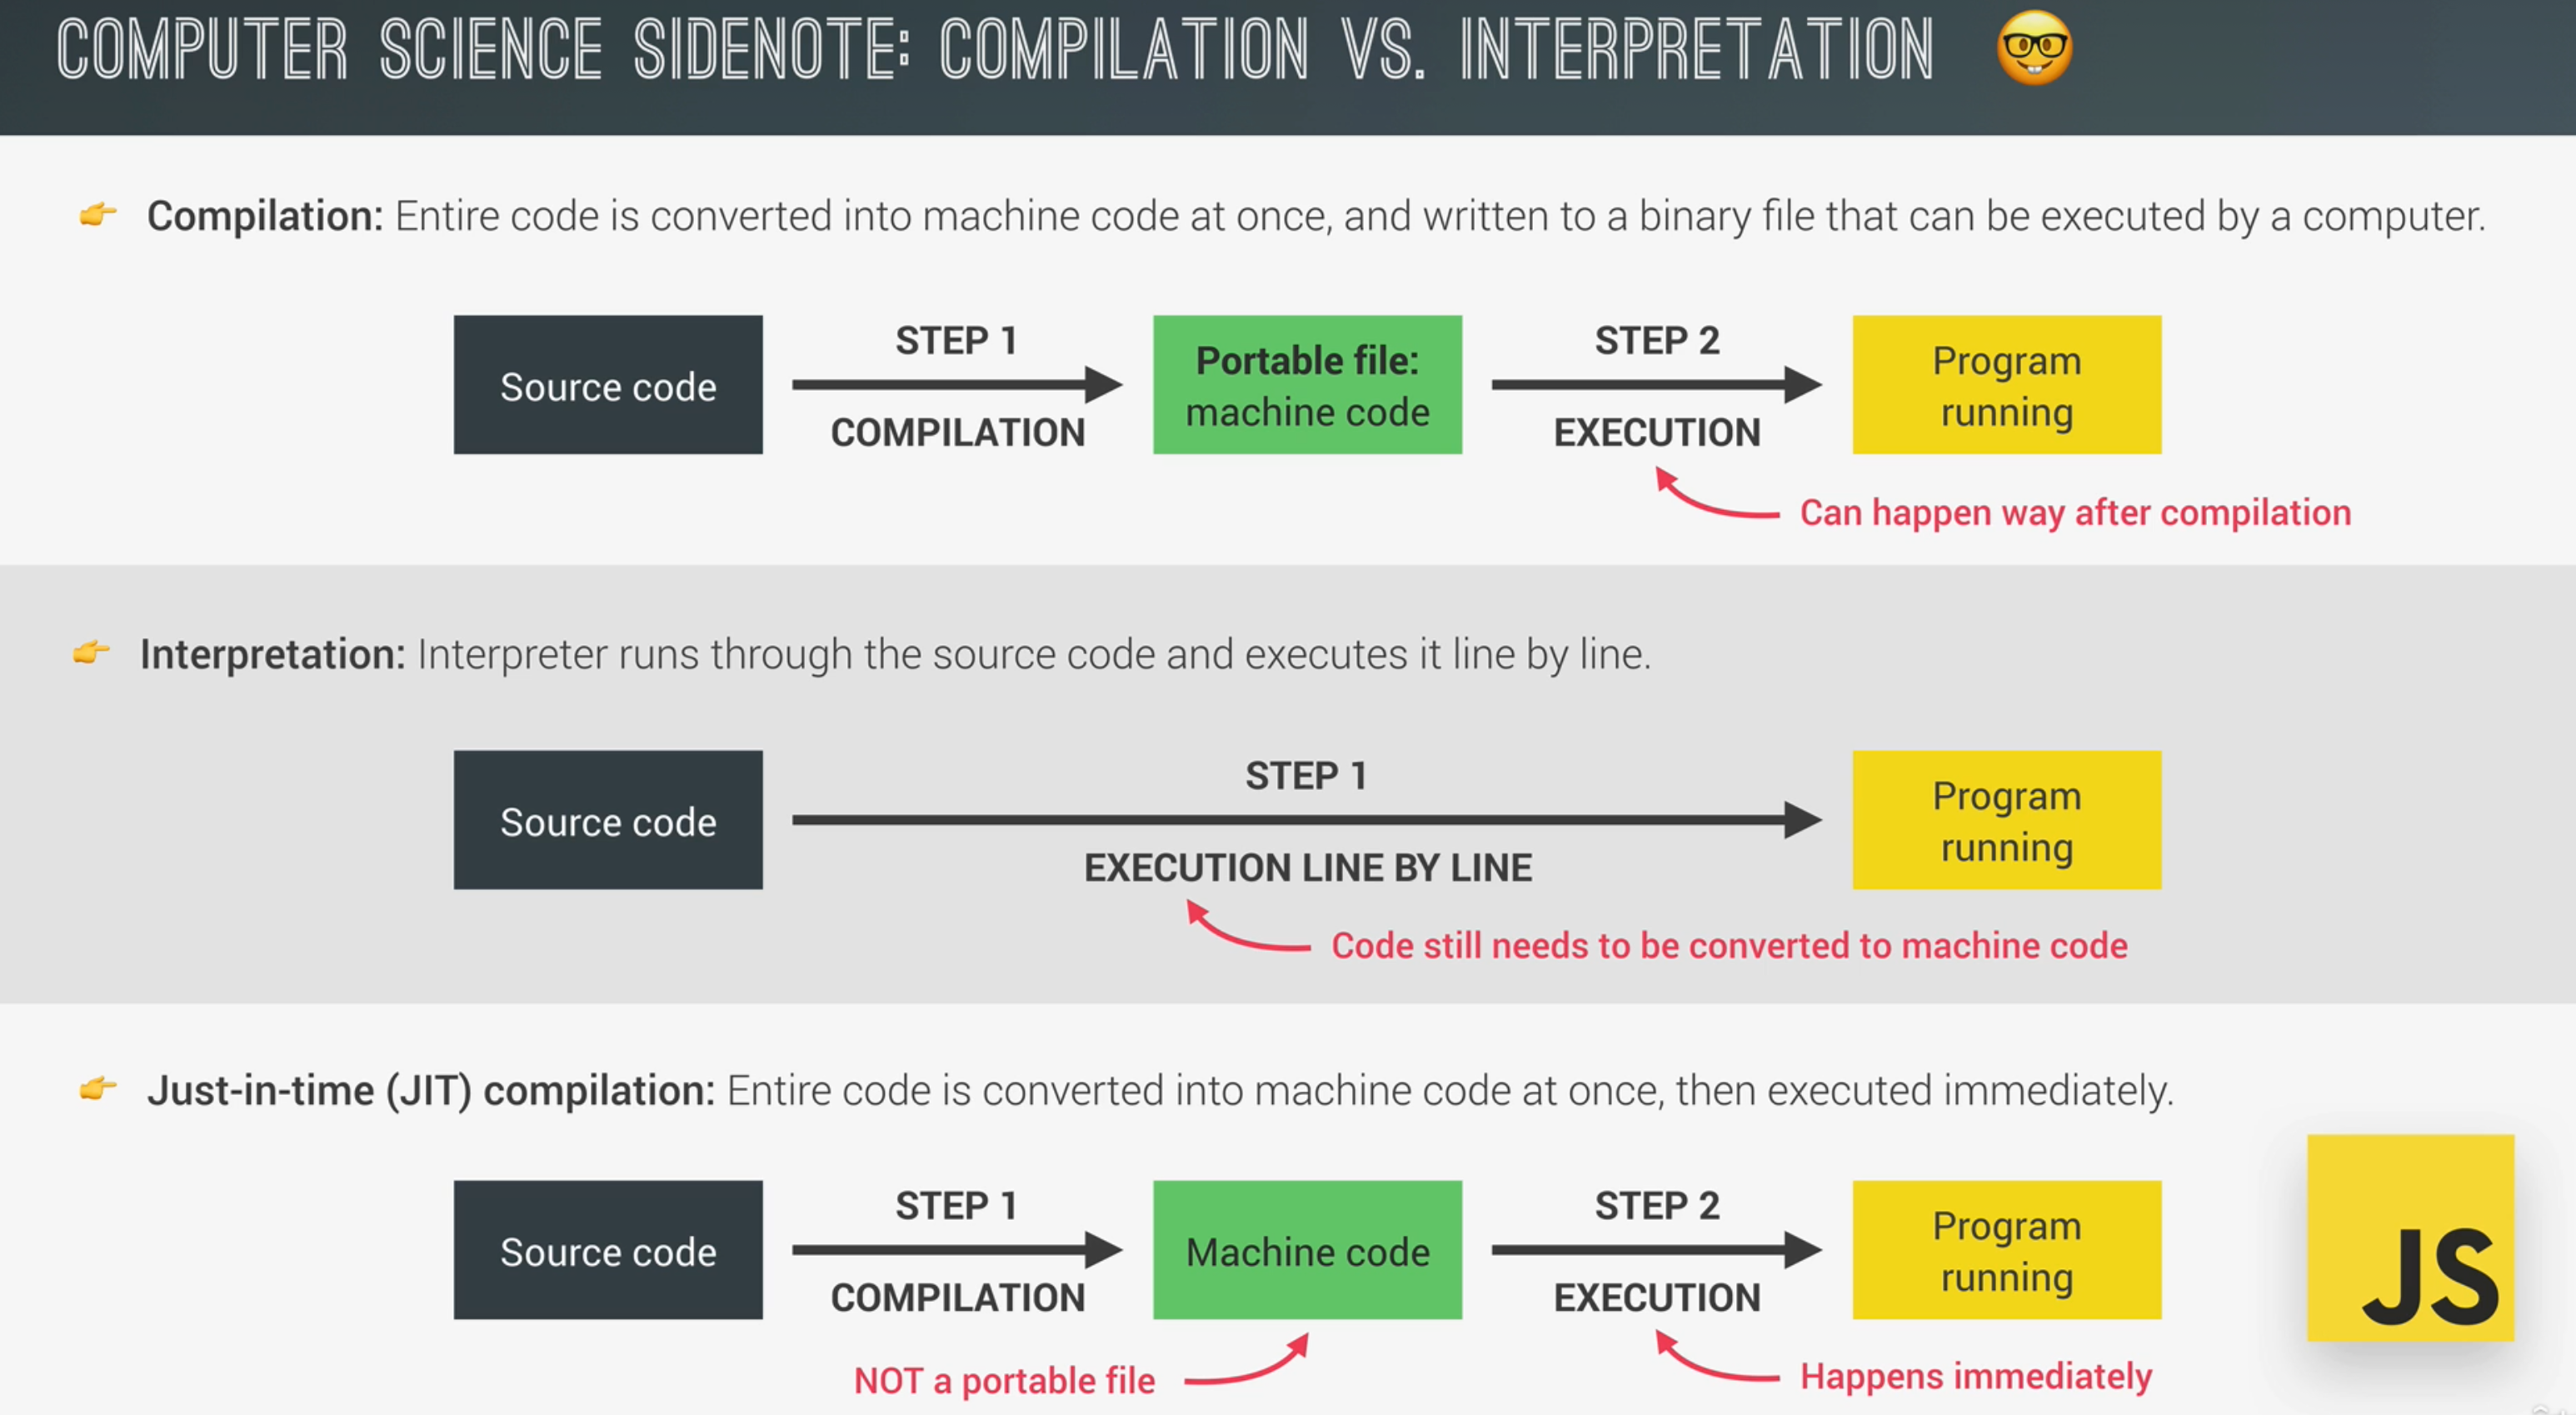 COMPUTER SCIENCE SIDENOTE: COMPILATION VS. INTERPRETATION 🤓
👉 Compilation: Entire code is converted into machine code at once, and written to a binary file that can be executed by a computer.
Source code
STEP 1
COMPILATION
Portable file:
machine code
STEP 2
EXECUTION
Program
running
Can happen way after compilation
👉 Interpretation: Interpreter runs through the source code and executes it line by line.
Source code
STEP 1
EXECUTION LINE BY LINE
Program
running
Code still needs to be converted to machine code
👉 Just-in-time (JIT) compilation: Entire code is converted into machine code at once, then executed immediately.
Source code
STEP 1
COMPILATION
Machine code
STEP 2
EXECUTION
Program
running
JS
NOT a portable file
Happens immediately